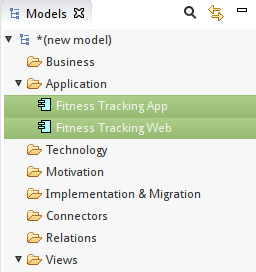 Models
*(new model)
Business
Application
Fitness Tracking App
Fitness Tracking Web
Technology
Motivation
Implementation & Migration
Connectors
Relations
Views